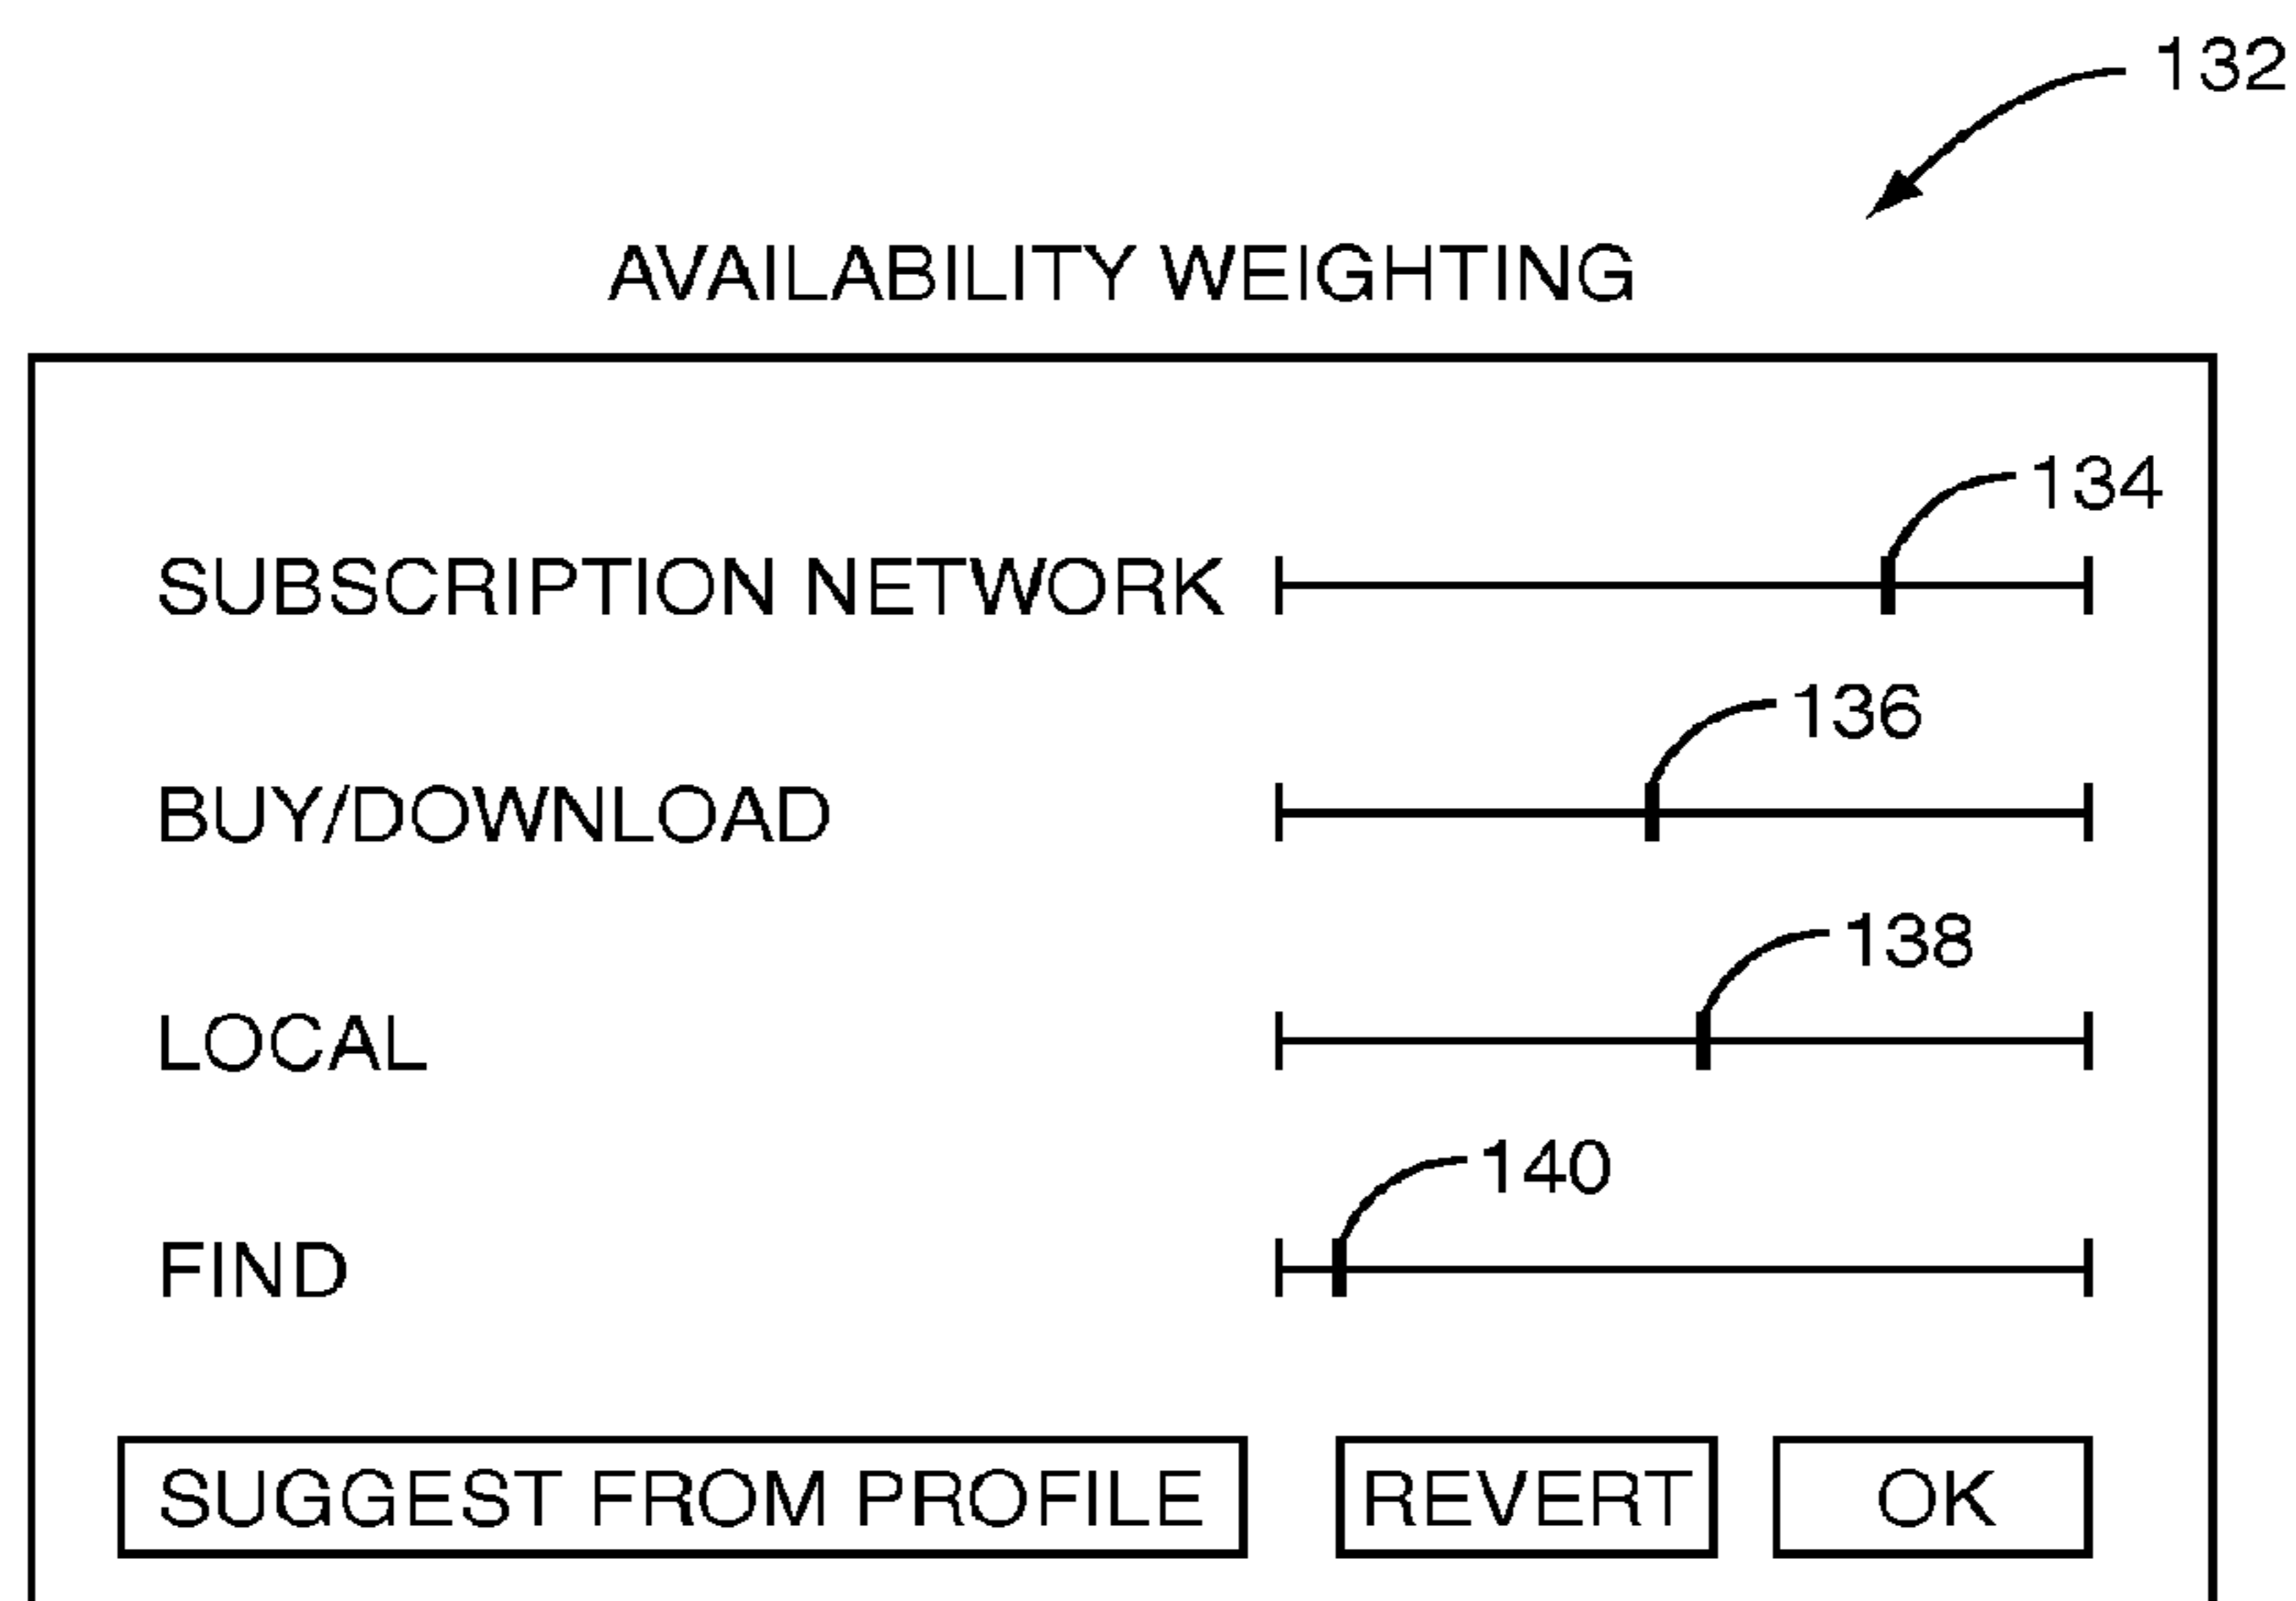 132
AVAILABILITY WEIGHTING
134
SUBSCRIPTION NETWORK
136
BUY/DOWNLOAD
138
LOCAL
140
FIND
SUGGEST FROM PROFILE REVERT OK